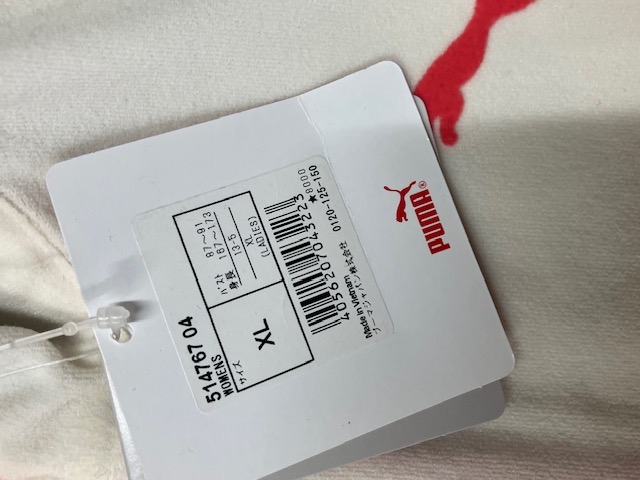 514767 04
WOMENS
サイズ
XL
バスト 87〜91
身長 167〜173
13-5
XL
(LADIES)
4056207043223
★8000
Made in Vietnam
プーマジャパン株式会社 0120-125-150
PUMA®